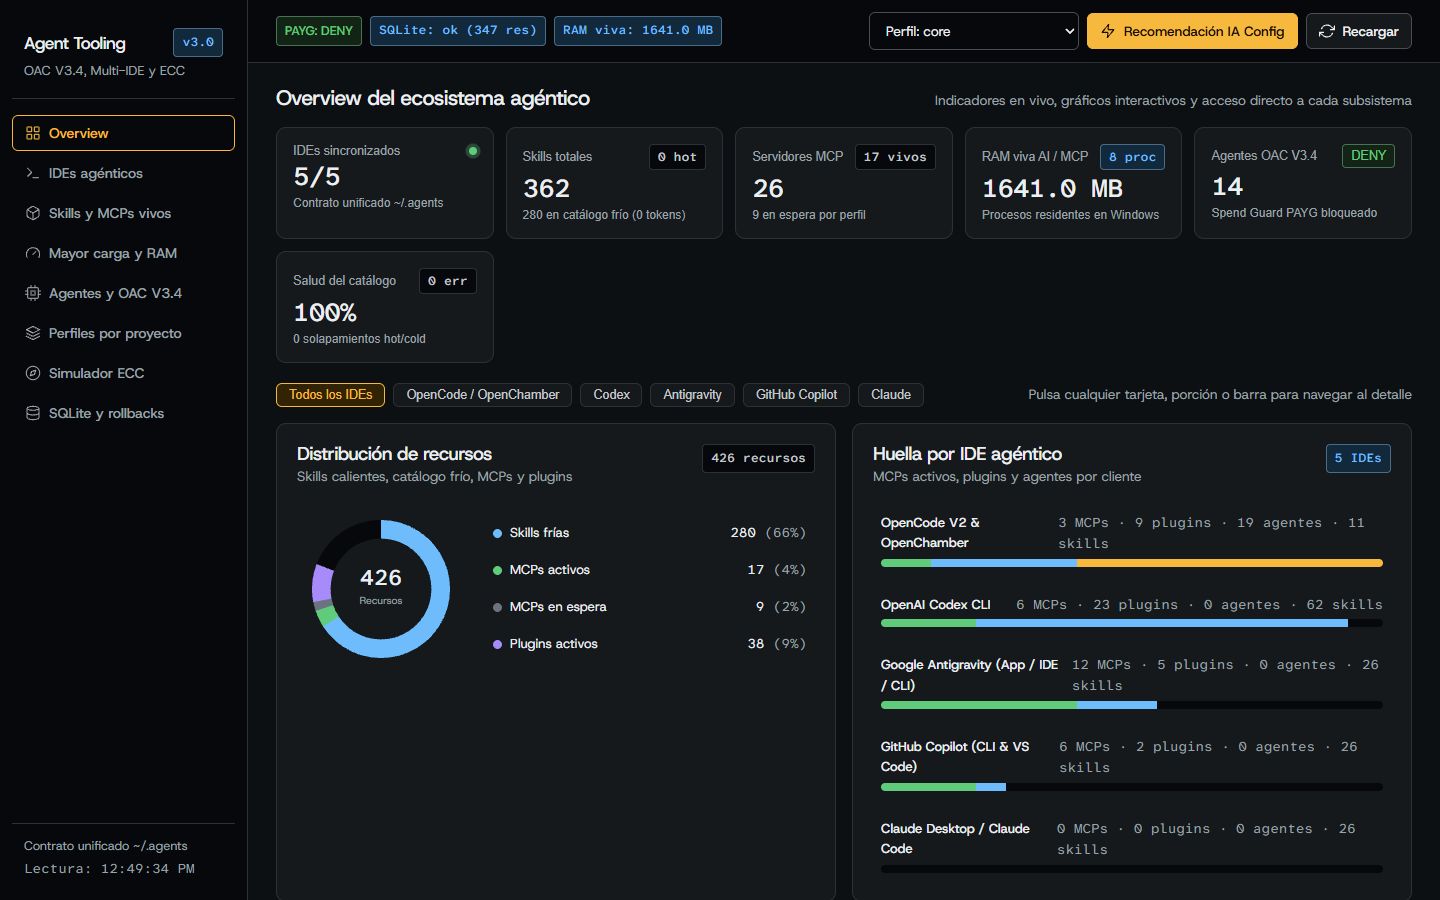 Agent Tooling
v3.0
OAC V3.4, Multi-IDE y ECC
Overview
IDEs agénticos
Skills y MCPs vivos
Mayor carga y RAM
Agentes y OAC V3.4
Perfiles por proyecto
Simulador ECC
SQLite y rollbacks
Contrato unificado ~/.agents
Lectura: 12:49:34 PM
PAYG: DENY
SQLite: ok (347 res)
RAM viva: 1641.0 MB
Perfil: core
Recomendación IA Config
Recargar
Overview del ecosistema agéntico
Indicadores en vivo, gráficos interactivos y acceso directo a cada subsistema
IDEs sincronizados
5/5
Contrato unificado ~/.agents
Skills totales
0 hot
362
280 en catálogo frío (0 tokens)
Servidores MCP
17 vivos
26
9 en espera por perfil
RAM viva AI / MCP
8 proc
1641.0 MB
Procesos residentes en Windows
Agentes OAC V3.4
DENY
14
Spend Guard PAYG bloqueado
Salud del catálogo
0 err
100%
0 solapamientos hot/cold
Todos los IDEs
OpenCode / OpenChamber
Codex
Antigravity
GitHub Copilot
Claude
Pulsa cualquier tarjeta, porción o barra para navegar al detalle
Distribución de recursos
426 recursos
Skills calientes, catálogo frío, MCPs y plugins
426
Recursos
Skills frías 280 (66%)
MCPs activos 17 (4%)
MCPs en espera 9 (2%)
Plugins activos 38 (9%)
Huella por IDE agéntico
5 IDEs
MCPs activos, plugins y agentes por cliente
OpenCode V2 &
OpenChamber
3 MCPs · 9 plugins · 19 agentes · 11
skills
OpenAI Codex CLI
6 MCPs · 23 plugins · 0 agentes · 62 skills
Google Antigravity (App / IDE
/ CLI)
12 MCPs · 5 plugins · 0 agentes · 26
skills
GitHub Copilot (CLI & VS
Code)
6 MCPs · 2 plugins · 0 agentes · 26
skills
Claude Desktop / Claude
Code
0 MCPs · 0 plugins · 0 agentes · 26
skills